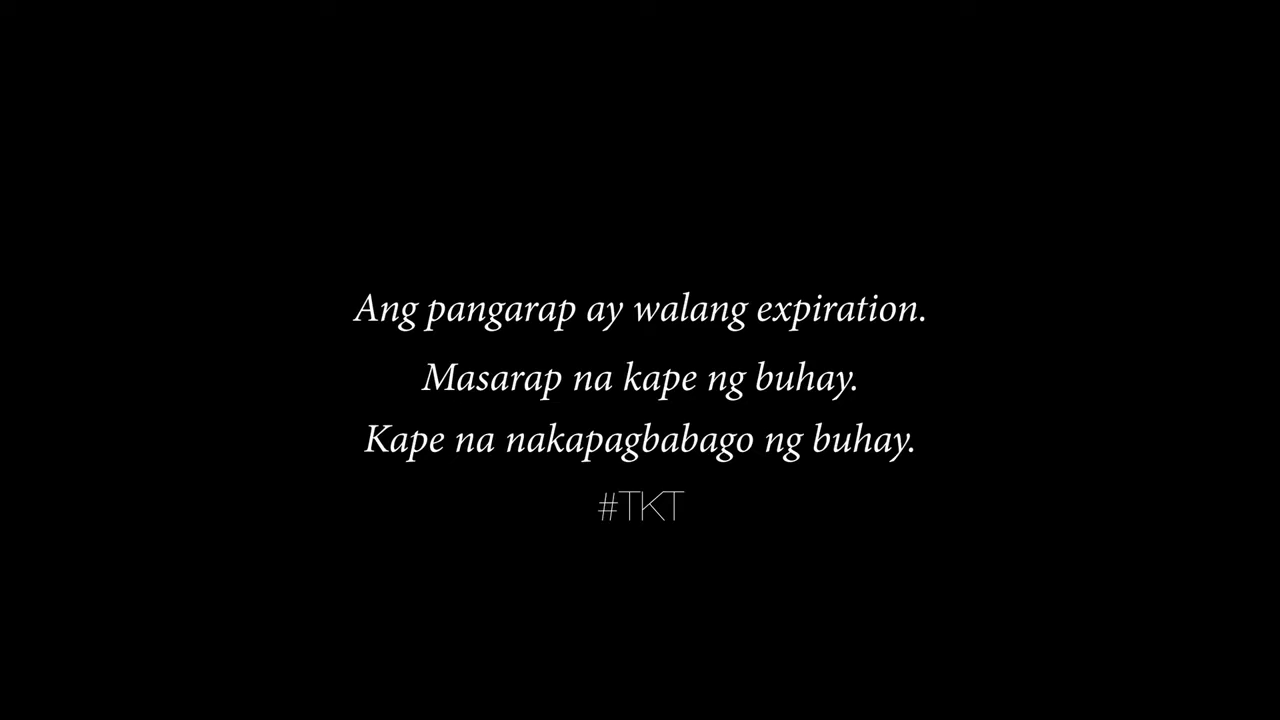 Ang pangarap ay walang expiration.
Masarap na kape ng buhay.
Kape na nakapagbabago ng buhay.
#TKT